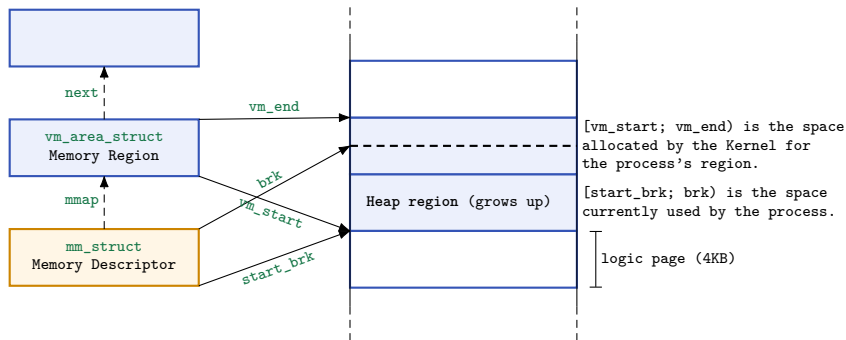 next
vm_area_struct
Memory Region
mmap
mm_struct
Memory Descriptor
vm_end
brk
vm_start
start_brk
Heap region (grows up)
[vm_start; vm_end) is the space
allocated by the Kernel for
the process's region.
[start_brk; brk) is the space
currently used by the process.
logic page (4KB)